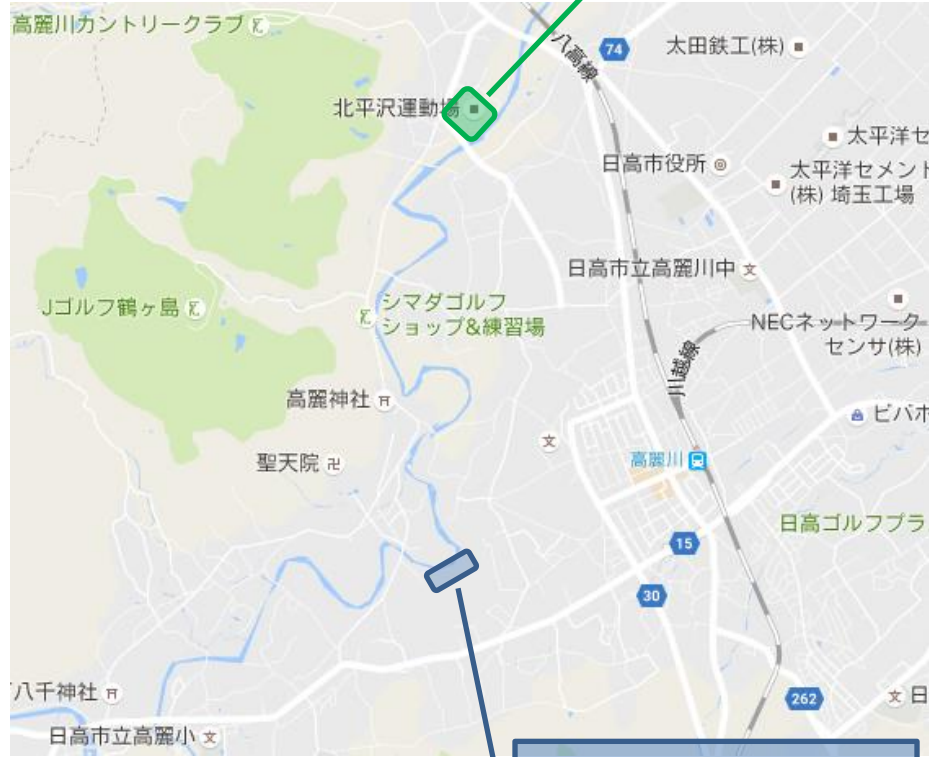 高麗川カントリークラブ
八高線
74
太田鉄工(株)
北平沢運動場
太平洋セ
日高市役所
太平洋セメント
(株) 埼玉工場
日高市立高麗川中
Jゴルフ鶴ヶ島
シマダゴルフ
ショップ&練習場
NECネットワーク
センサ(株)
川越線
高麗神社
ビバホ
文
聖天院
高麗川
日高ゴルフプラ
15
30
八千神社
262
文日
日高市立高麗小